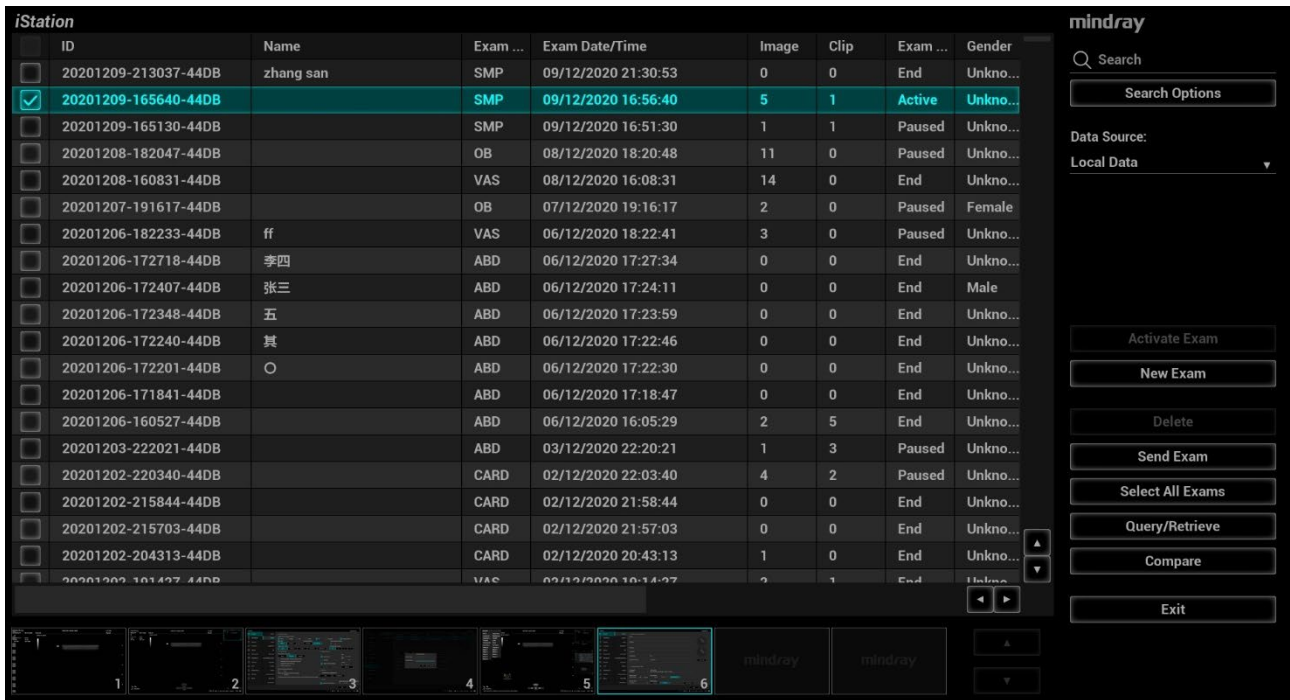 iStation
mindray
ID Name Exam ... Exam Date/Time Image Clip Exam ... Gender
20201209-213037-44DB zhang san SMP 09/12/2020 21:30:53 0 0 End Unkno...
20201209-165640-44DB SMP 09/12/2020 16:56:40 5 1 Active Unkno...
20201209-165130-44DB SMP 09/12/2020 16:51:30 1 1 Paused Unkno...
20201208-182047-44DB OB 08/12/2020 18:20:48 11 0 Paused Unkno...
20201208-160831-44DB VAS 08/12/2020 16:08:31 14 0 End Unkno...
20201207-191617-44DB OB 07/12/2020 19:16:17 2 0 Paused Female
20201206-182233-44DB ff VAS 06/12/2020 18:22:41 3 0 Paused Unkno...
20201206-172718-44DB 李四 ABD 06/12/2020 17:27:34 0 0 End Unkno...
20201206-172407-44DB 张三 ABD 06/12/2020 17:24:11 0 0 End Male
20201206-172348-44DB 五 ABD 06/12/2020 17:23:59 0 0 End Unkno...
20201206-172240-44DB 其 ABD 06/12/2020 17:22:46 0 0 End Unkno...
20201206-172201-44DB 〇 ABD 06/12/2020 17:22:30 0 0 End Unkno...
20201206-171841-44DB ABD 06/12/2020 17:18:47 0 0 End Unkno...
20201206-160527-44DB ABD 06/12/2020 16:05:29 2 5 End Unkno...
20201203-222021-44DB ABD 03/12/2020 22:20:21 1 3 Paused Unkno...
20201202-220340-44DB CARD 02/12/2020 22:03:40 4 2 Paused Unkno...
20201202-215844-44DB CARD 02/12/2020 21:58:44 0 0 End Unkno...
20201202-215703-44DB CARD 02/12/2020 21:57:03 0 0 End Unkno...
20201202-204313-44DB CARD 02/12/2020 20:43:13 1 0 End Unkno...
20201202-191427-44DB VAS 02/12/2020 19:14:27 2 1 End Unkno...
Search
Search Options
Data Source:
Local Data
Activate Exam
New Exam
Delete
Send Exam
Select All Exams
Query/Retrieve
Compare
Exit
1 2 3 4 5 6 mindray mindray